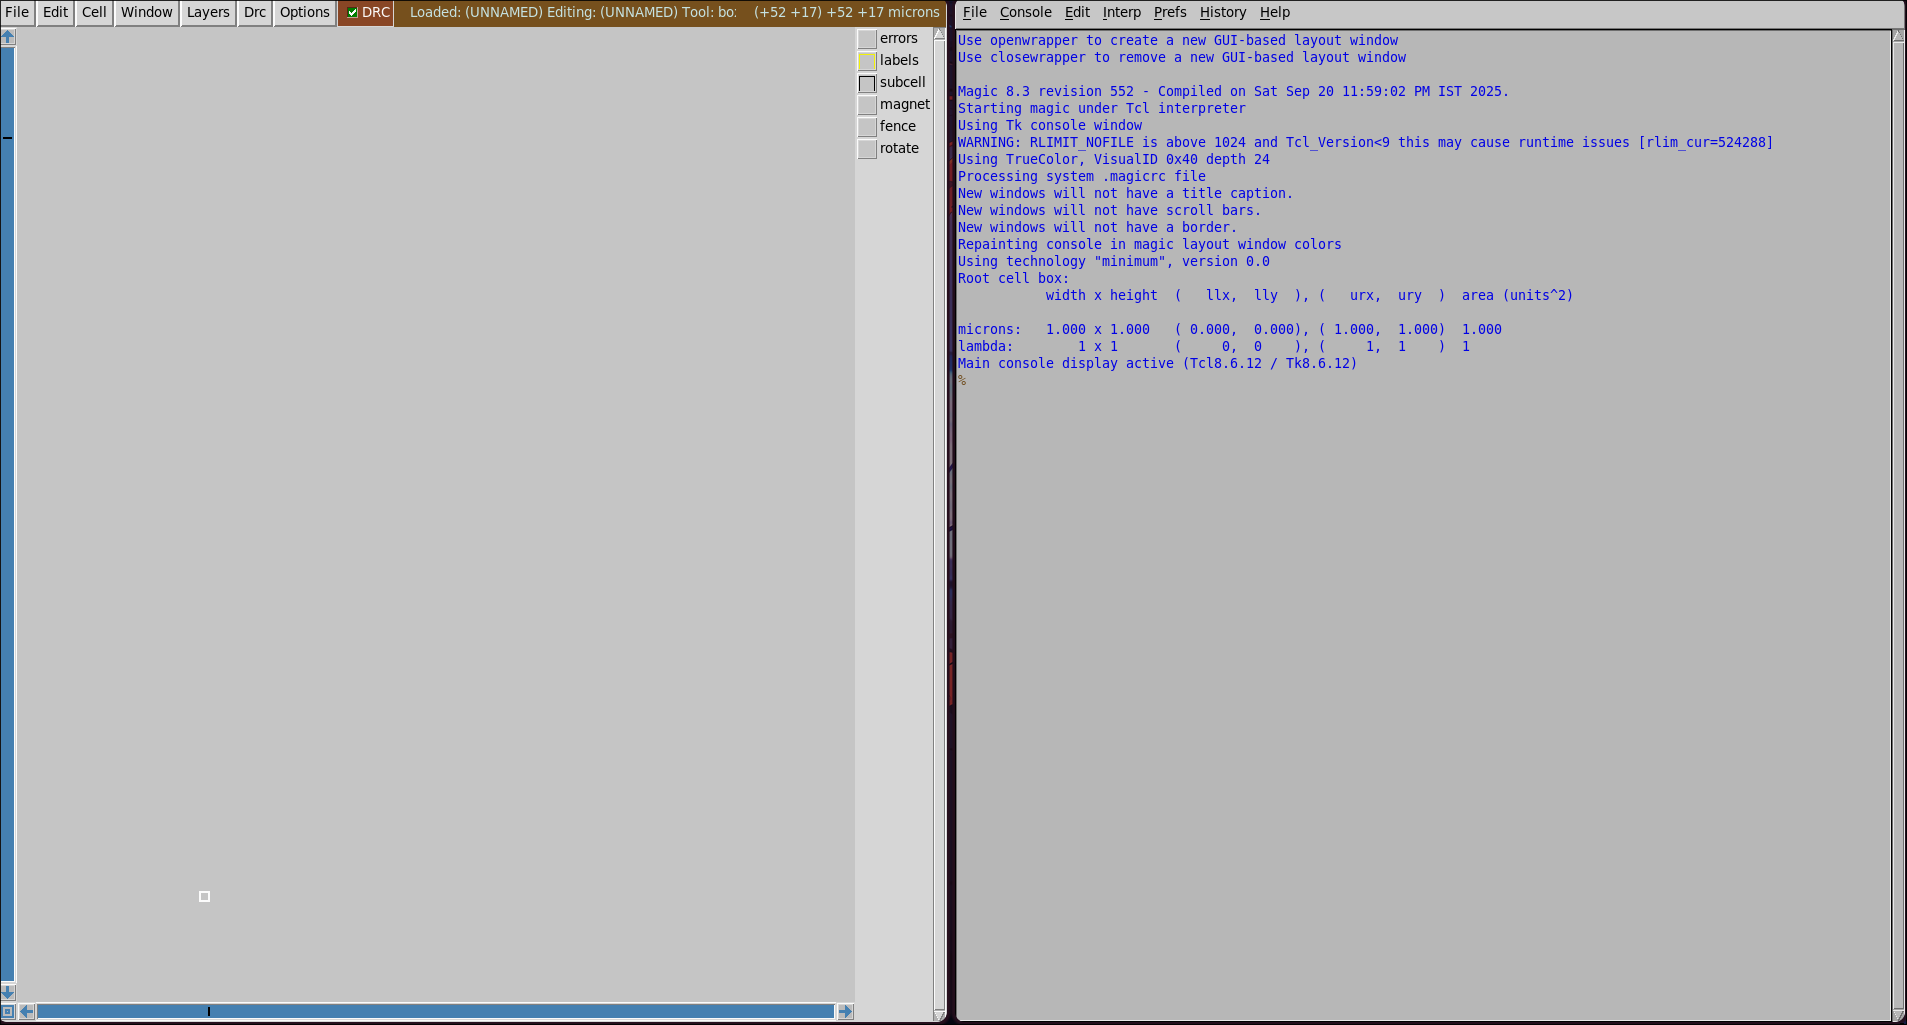 File Edit Cell Window Layers Drc Options DRC Loaded: (UNNAMED) Editing: (UNNAMED) Tool: bo: (+52 +17) +52 +17 microns
errors
labels
subcell
magnet
fence
rotate
File Console Edit Interp Prefs History Help
Use openwrapper to create a new GUI-based layout window
Use closewrapper to remove a new GUI-based layout window
Magic 8.3 revision 552 - Compiled on Sat Sep 20 11:59:02 PM IST 2025.
Starting magic under Tcl interpreter
Using Tk console window
WARNING: RLIMIT_NOFILE is above 1024 and Tcl_Version<9 this may cause runtime issues [rlim_cur=524288]
Using TrueColor, VisualID 0x40 depth 24
Processing system .magicrc file
New windows will not have a title caption.
New windows will not have scroll bars.
New windows will not have a border.
Repainting console in magic layout window colors
Using technology "minimum", version 0.0
Root cell box:
width x height ( llx, lly ), ( urx, ury ) area (units^2)
microns: 1.000 x 1.000 ( 0.000, 0.000), ( 1.000, 1.000) 1.000
lambda: 1 x 1 ( 0, 0 ), ( 1, 1 ) 1
Main console display active (Tcl8.6.12 / Tk8.6.12)
%